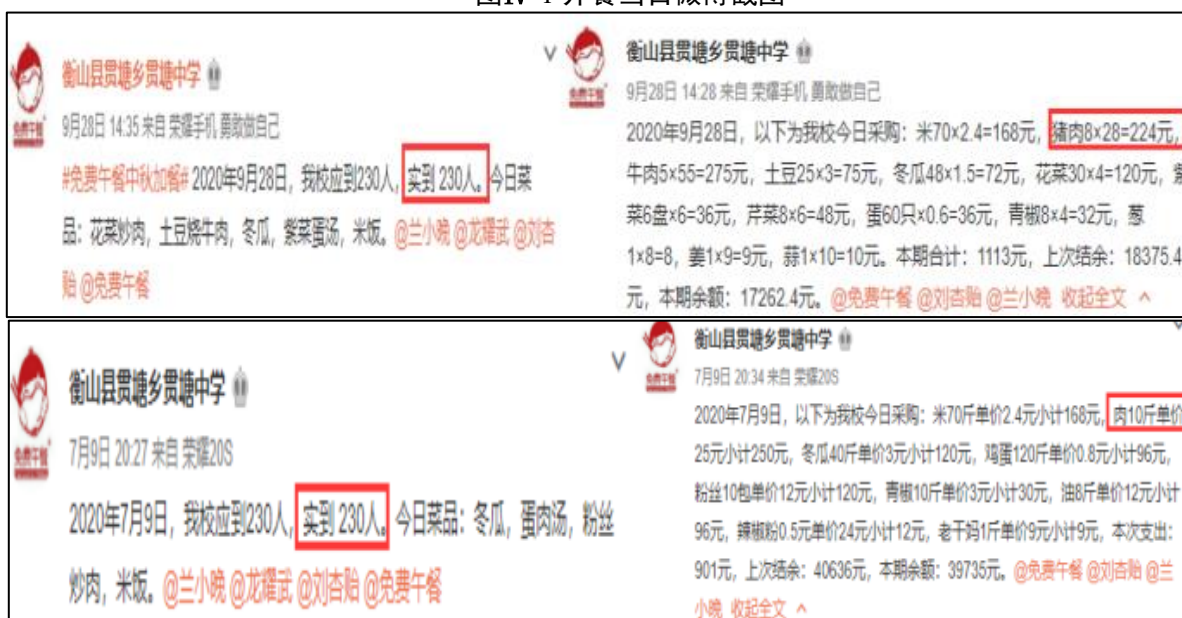 衡山县贯塘乡贯塘中学
9月28日 14:35 来自 荣耀手机 勇敢做自己
#免费午餐中秋加餐# 2020年9月28日，我校应到230人，实到 230人。今日菜
品：花菜炒肉，土豆烧牛肉，冬瓜，紫菜蛋汤，米饭。@兰小晚 @龙耀武 @刘杏
贻 @免费午餐
免费午餐
衡山县贯塘乡贯塘中学
9月28日 14:28 来自 荣耀手机 勇敢做自己
2020年9月28日，以下为我校今日采购：米70×2.4=168元，猪肉8×28=224元，
牛肉5×55=275元，土豆25×3=75元，冬瓜48×1.5=72元，花菜30×4=120元，紫
菜6盘×6=36元，芹菜8×6=48元，蛋60只×0.6=36元，青椒8×4=32元，葱
1×8=8，姜1×9=9元，蒜1×10=10元。本期合计：1113元，上次结余：18375.4
元，本期余额：17262.4元。@免费午餐 @刘杏贻 @兰小晚 收起全文
免费午餐
衡山县贯塘乡贯塘中学
7月9日 20:27 来自 荣耀20S
2020年7月9日，我校应到230人，实到 230人。今日菜品：冬瓜，蛋肉汤，粉丝
炒肉，米饭。@兰小晚 @龙耀武 @刘杏贻 @免费午餐
免费午餐
衡山县贯塘乡贯塘中学
7月9日 20:34 来自 荣耀20S
2020年7月9日，以下为我校今日采购：米70斤单价2.4元小计168元，肉10斤单价
25元小计250元，冬瓜40斤单价3元小计120元，鸡蛋120斤单价0.8元小计96元，
粉丝10包单价12元小计120元，青椒10斤单价3元小计30元，油8斤单价12元小计
96元，辣椒粉0.5元单价24元小计12元，老干妈1斤单价9元小计9元，本次支出：
901元，上次结余：40636元，本期余额：39735元。@免费午餐 @刘杏贻 @兰
小晚 收起全文
免费午餐